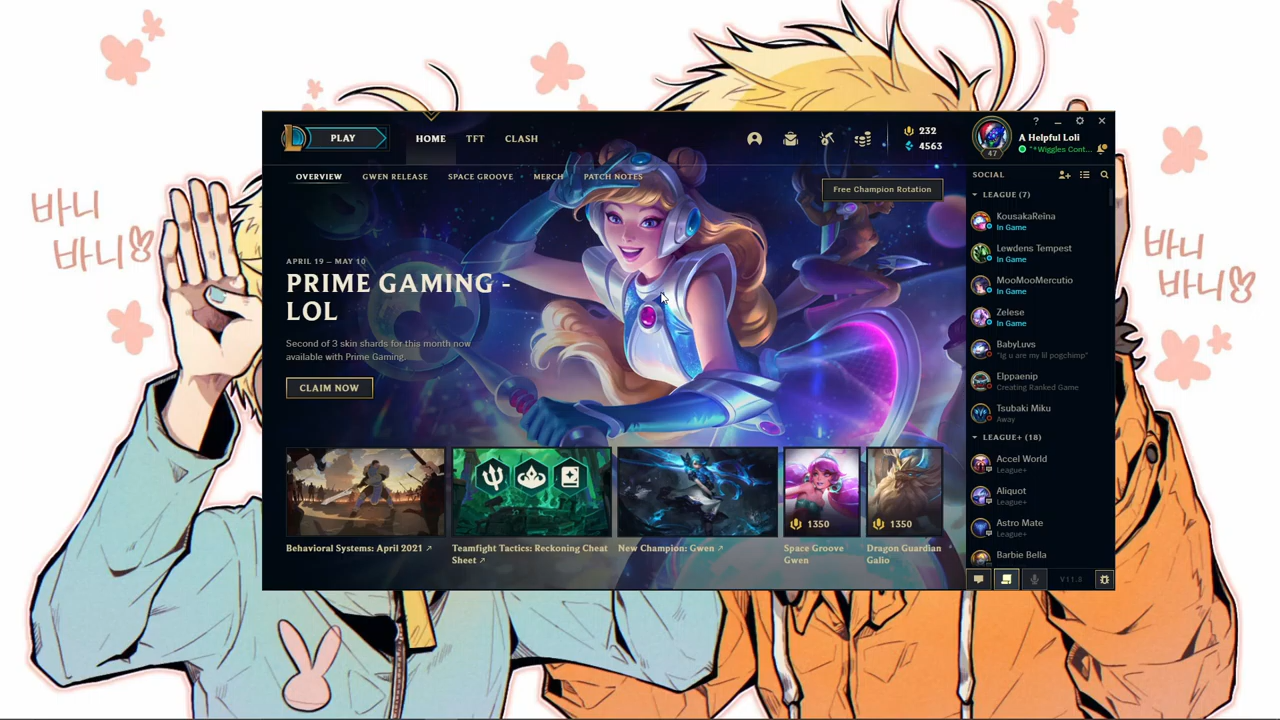 바니
바니
바니
바니
PLAY
HOME
TFT
CLASH
232
4563
47
?
A Helpful Loli
"*Wiggles Cont...
OVERVIEW
GWEN RELEASE
SPACE GROOVE
MERCH
PATCH NOTES
Free Champion Rotation
APRIL 19 – MAY 10
PRIME GAMING -
LOL
Second of 3 skin shards for this month now
available with Prime Gaming.
CLAIM NOW
1350
1350
Behavioral Systems: April 2021 ↗
Teamfight Tactics: Reckoning Cheat
Sheet ↗
New Champion: Gwen ↗
Space Groove
Gwen
Dragon Guardian
Galio
SOCIAL
LEAGUE (7)
KousakaReina
In Game
Lewdens Tempest
In Game
MooMooMercutio
In Game
Zelese
In Game
BabyLuvs
"lg u are my lil pogchimp"
Elppaenip
Creating Ranked Game
Tsubaki Miku
Away
LEAGUE+ (18)
Accel World
League+
Aliquot
League+
Astro Mate
League+
Barbie Bella
V11.8